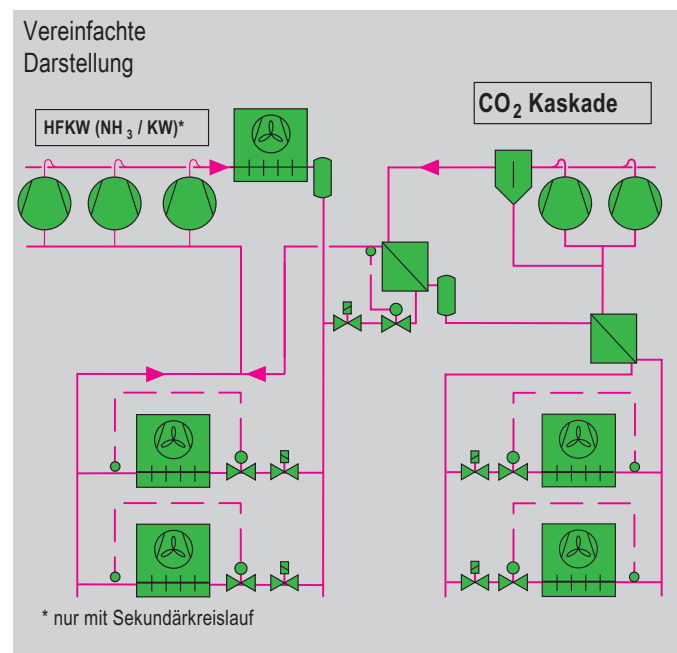 Vereinfachte
Darstellung
HFKW (NH₃ / KW)*
CO₂ Kaskade
* nur mit Sekundärkreislauf